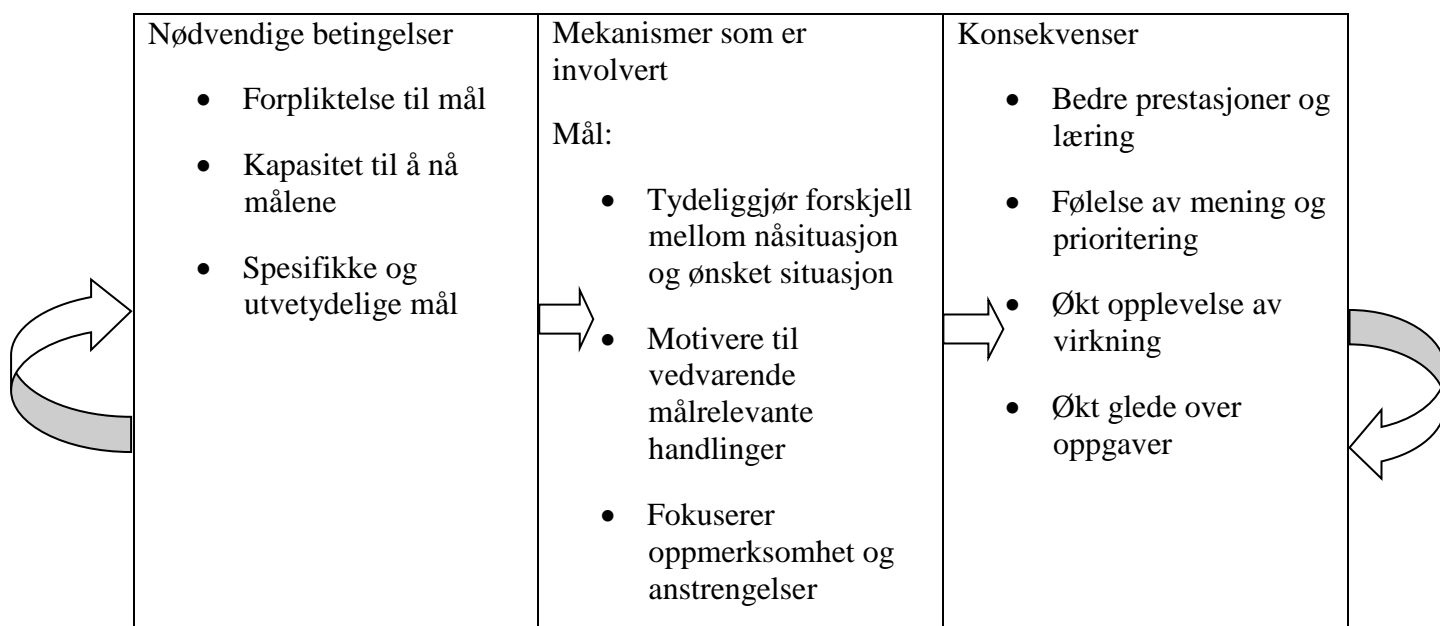 Nødvendige betingelser
• Forpliktelse til mål
• Kapasitet til å nå
målene
• Spesifikke og
utvetydelige mål
Mekanismer som er
involvert
Mål:
• Tydeliggjør forskjell
mellom nåsituasjon
og ønsket situasjon
• Motivere til
vedvarende
målrelevante
handlinger
• Fokuserer
oppmerksomhet og
anstrengelser
Konsekvenser
• Bedre prestasjoner og
læring
• Følelse av mening og
prioritering
• Økt opplevelse av
virkning
• Økt glede over
oppgaver